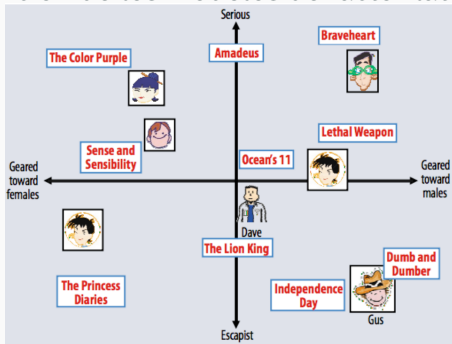 Serious
Braveheart
Amadeus
The Color Purple
Lethal Weapon
Sense and
Sensibility
Ocean's 11
Geared
toward
females
Geared
toward
males
Dave
The Lion King
Dumb and
Dumber
The Princess
Diaries
Independence
Day
Gus
Escapist